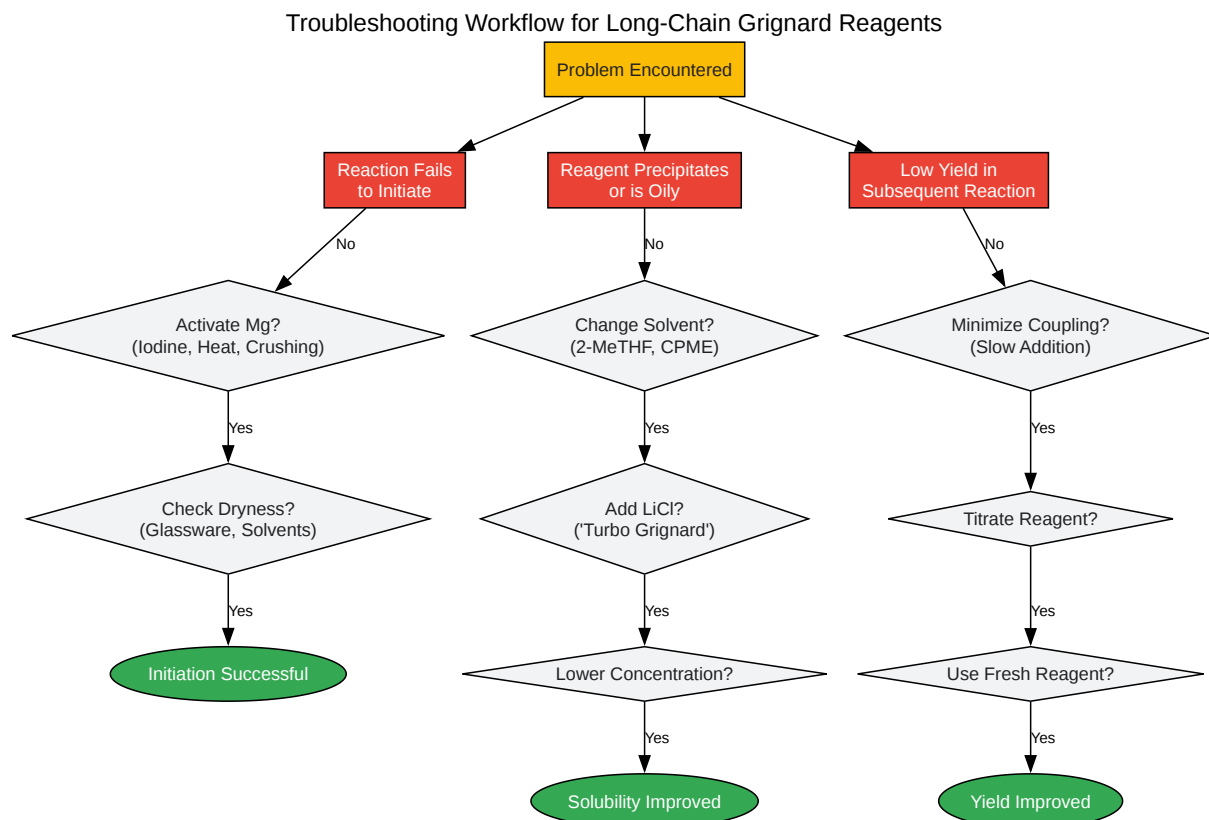 Troubleshooting Workflow for Long-Chain Grignard Reagents
Problem Encountered
Reaction Fails
to Initiate
Reagent Precipitates
or is Oily
Low Yield in
Subsequent Reaction
No
No
No
Activate Mg?
(Iodine, Heat, Crushing)
Change Solvent?
(2-MeTHF, CPME)
Minimize Coupling?
(Slow Addition)
Yes
Yes
Yes
Check Dryness?
(Glassware, Solvents)
Add LiCl?
('Turbo Grignard')
Titrate Reagent?
Yes
Yes
Yes
Initiation Successful
Lower Concentration?
Use Fresh Reagent?
Yes
Yes
Solubility Improved
Yield Improved